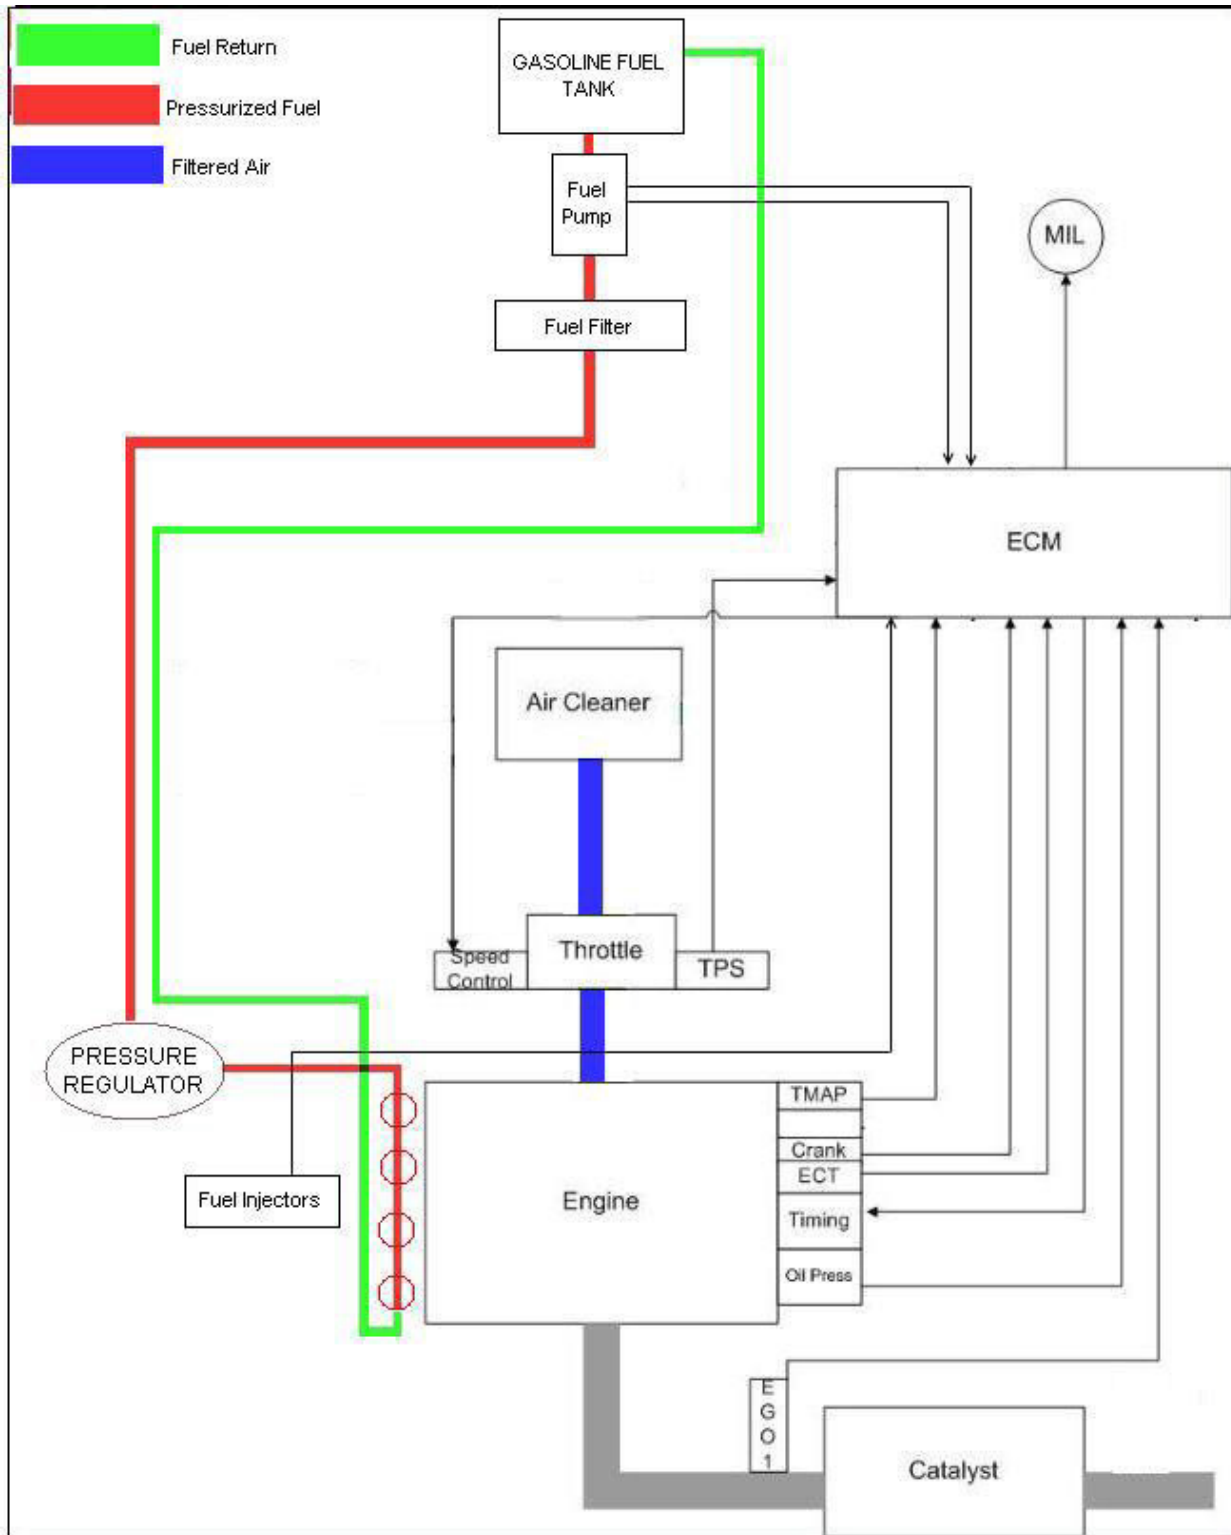 Fuel Return
Pressurized Fuel
Filtered Air
GASOLINE FUEL
TANK
Fuel
Pump
MIL
Fuel Filter
ECM
Air Cleaner
Throttle
Speed
Control
TPS
PRESSURE
REGULATOR
TMAP
Crank
ECT
Fuel Injectors
Engine
Timing
Oil Press
E
G
O
1
Catalyst